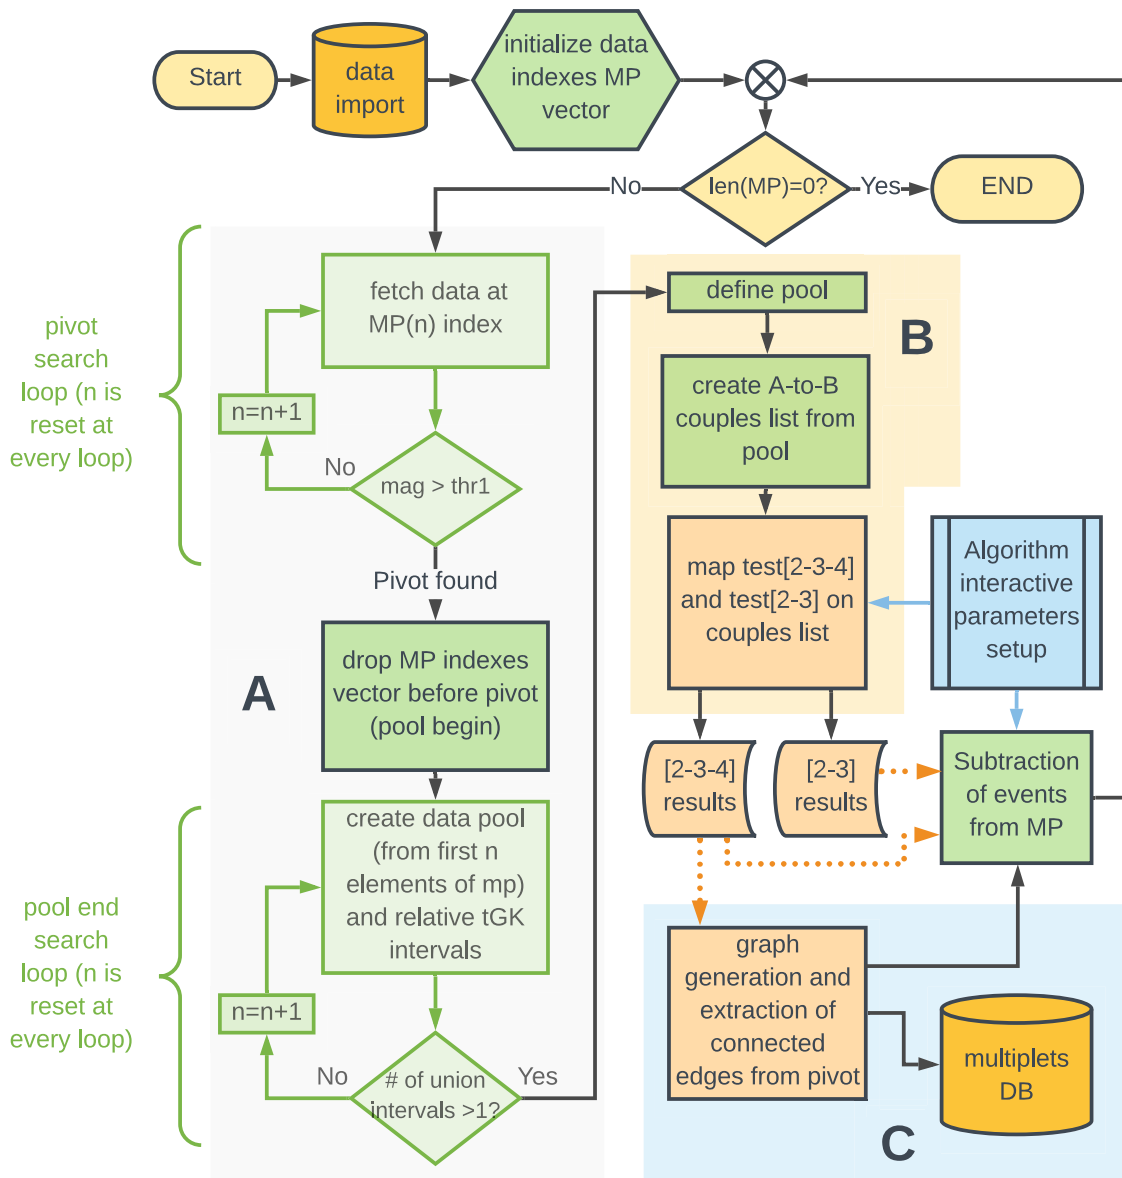 Start
data
import
initialize data
indexes MP
vector
len(MP)=0?
No
Yes
END
pivot
search
loop (n is
reset at
every loop)
fetch data at
MP(n) index
n=n+1
No
mag > thr1
Pivot found
A
drop MP indexes
vector before pivot
(pool begin)
pool end
search
loop (n is
reset at
every loop)
create data pool
(from first n
elements of mp)
and relative tGK
intervals
n=n+1
No
# of union
intervals >1?
Yes
define pool
B
create A-to-B
couples list from
pool
map test[2-3-4]
and test[2-3] on
couples list
Algorithm
interactive
parameters
setup
[2-3-4]
results
[2-3]
results
Subtraction
of events
from MP
graph
generation and
extraction of
connected
edges from pivot
multiplets
DB
C